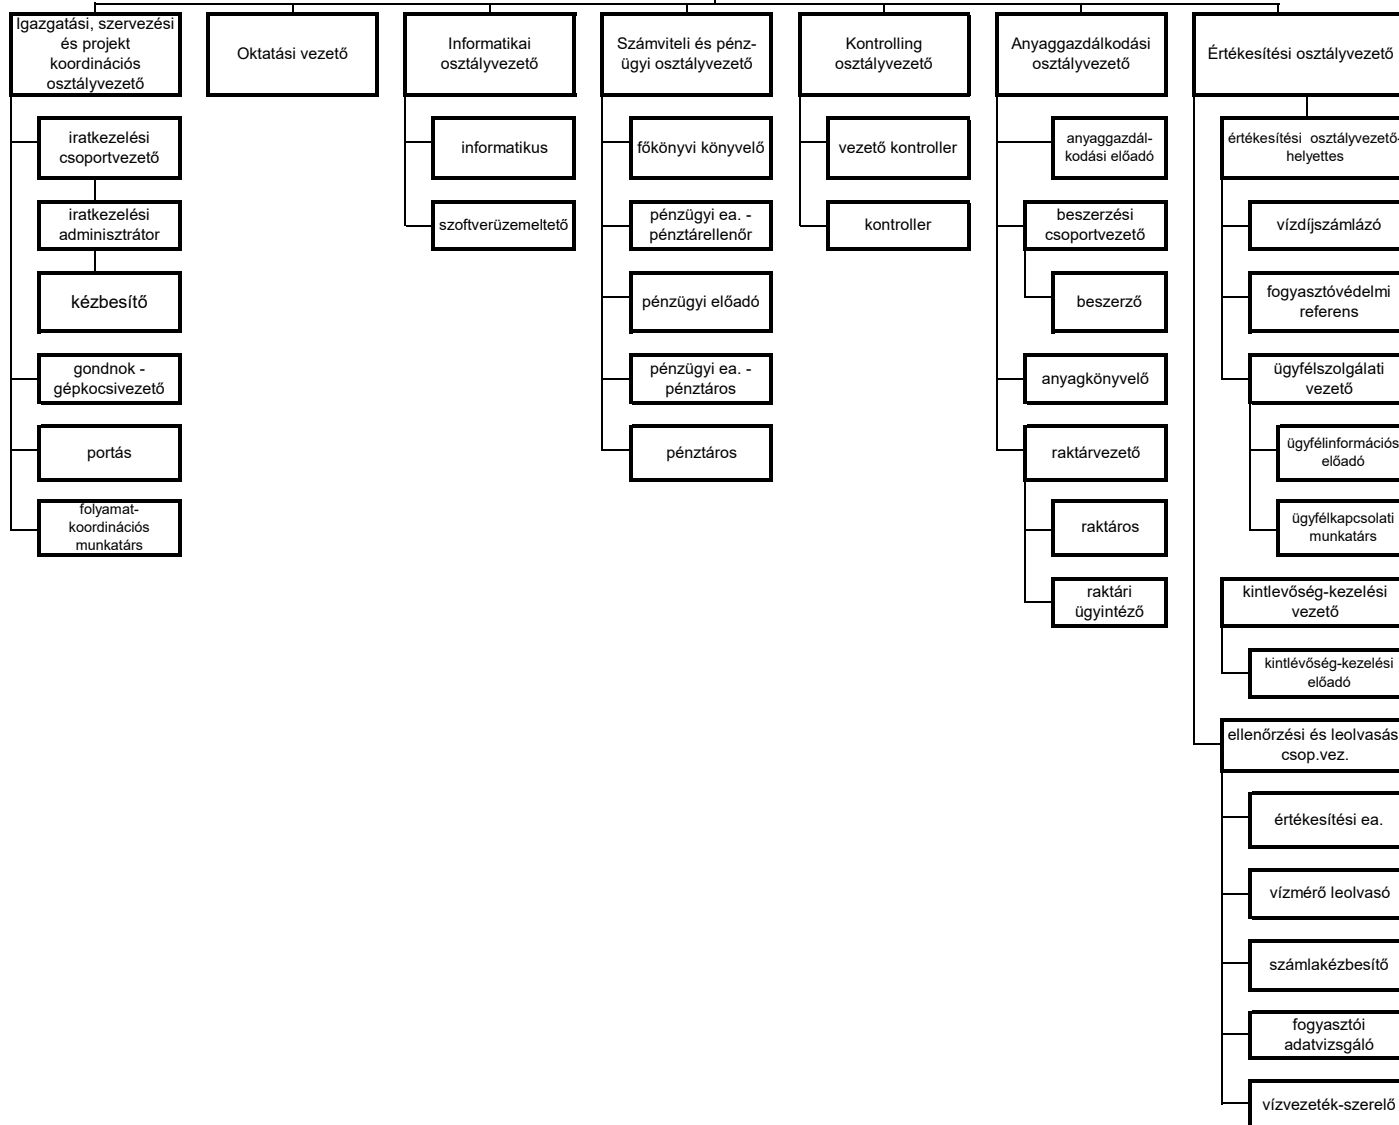 Igazgatási, szervezési
és projekt
koordinációs
osztályvezető
iratkezelési
csoportvezető
iratkezelési
adminisztrátor
kézbesítő
gondnok -
gépkocsivezető
portás
folyamat-
koordinációs
munkatárs
Oktatási vezető
Informatikai
osztályvezető
informatikus
szoftverüzemeltető
Számviteli és pénz-
ügyi osztályvezető
főkönyvi könyvelő
pénzügyi ea. -
pénztárellenőr
pénzügyi előadó
pénzügyi ea. -
pénztáros
pénztáros
Kontrolling
osztályvezető
vezető kontroller
kontroller
Anyaggazdálkodási
osztályvezető
anyaggazdál-
kodási előadó
beszerzési
csoportvezető
beszerző
anyagkönyvelő
raktárvezető
raktáros
raktári
ügyintéző
Értékesítési osztályvezető
értékesítési osztályvezető-
helyettes
vízdíjszámlázó
fogyasztóvédelmi
referens
ügyfélszolgálati
vezető
ügyfélinformációs
előadó
ügyfélkapcsolati
munkatárs
kintlevőség-kezelési
vezető
kintlévőség-kezelési
előadó
ellenőrzési és leolvasás
csop.vez.
értékesítési ea.
vízmérő leolvasó
számlakézbesítő
fogyasztói
adatvizsgáló
vízvezeték-szerelő